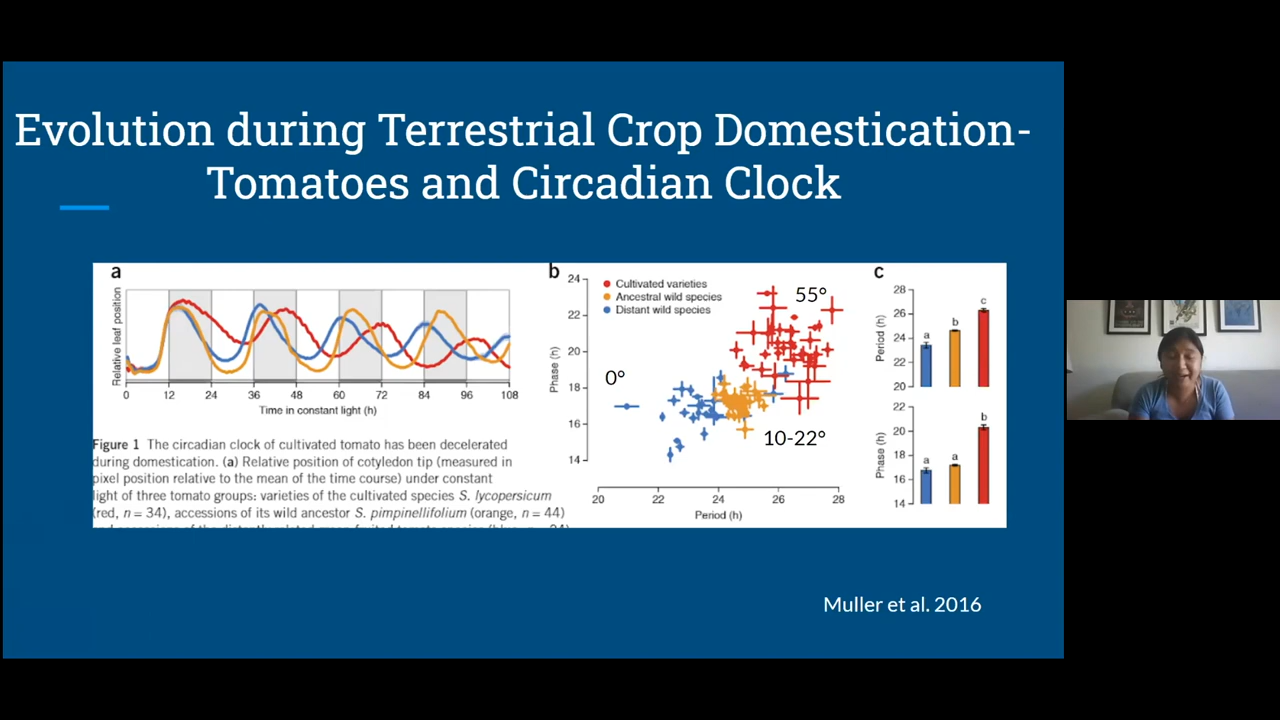 Evolution during Terrestrial Crop Domestication-
Tomatoes and Circadian Clock
a
Relative leaf position
0 12 24 36 48 60 72 84 96 108
Time in constant light (h)
Figure 1 The circadian clock of cultivated tomato has been decelerated
during domestication. (a) Relative position of cotyledon tip (measured in
pixel position relative to the mean of the time course) under constant
light of three tomato groups: varieties of the cultivated species S. lycopersicum
(red, n = 34), accessions of its wild ancestor S. pimpinellifolium (orange, n = 44)
b
Cultivated varieties
Ancestral wild species
Distant wild species
Phase (h)
24
22
20
18
16
14
20 22 24 26 28
Period (h)
55°
0°
10-22°
c
Period (h)
28
26
24
22
20
a b c
Phase (h)
22
20
18
16
14
a a b
Muller et al. 2016